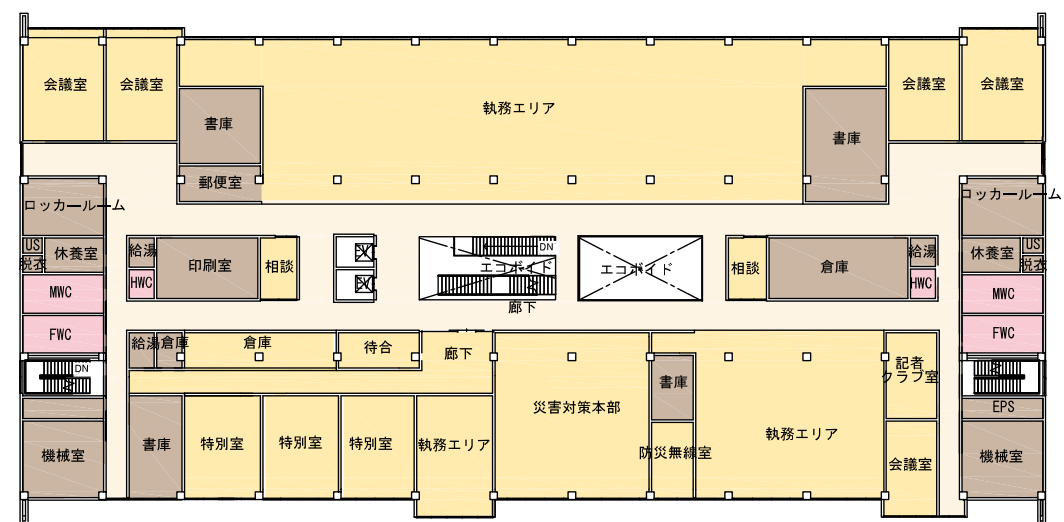 会議室
会議室
執務エリア
会議室
会議室
書庫
書庫
郵便室
ロッカールーム
ロッカールーム
US
休養室
脱衣
給湯
印刷室
相談
DN
エコボイド
エコボイド
相談
倉庫
給湯
休養室
US
脱衣
MWC
HWC
HWC
MWC
廊下
FWC
FWC
給湯
倉庫
倉庫
待合
廊下
DN
書庫
記者
クラブ室
災害対策本部
EPS
書庫
特別室
特別室
特別室
執務エリア
防災無線室
執務エリア
会議室
機械室
機械室